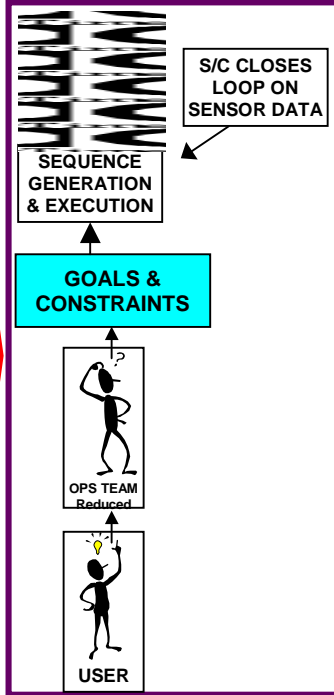 S/C CLOSES
LOOP ON
SENSOR DATA
SEQUENCE
GENERATION
& EXECUTION
GOALS &
CONSTRAINTS
?
OPS TEAM
Reduced
USER